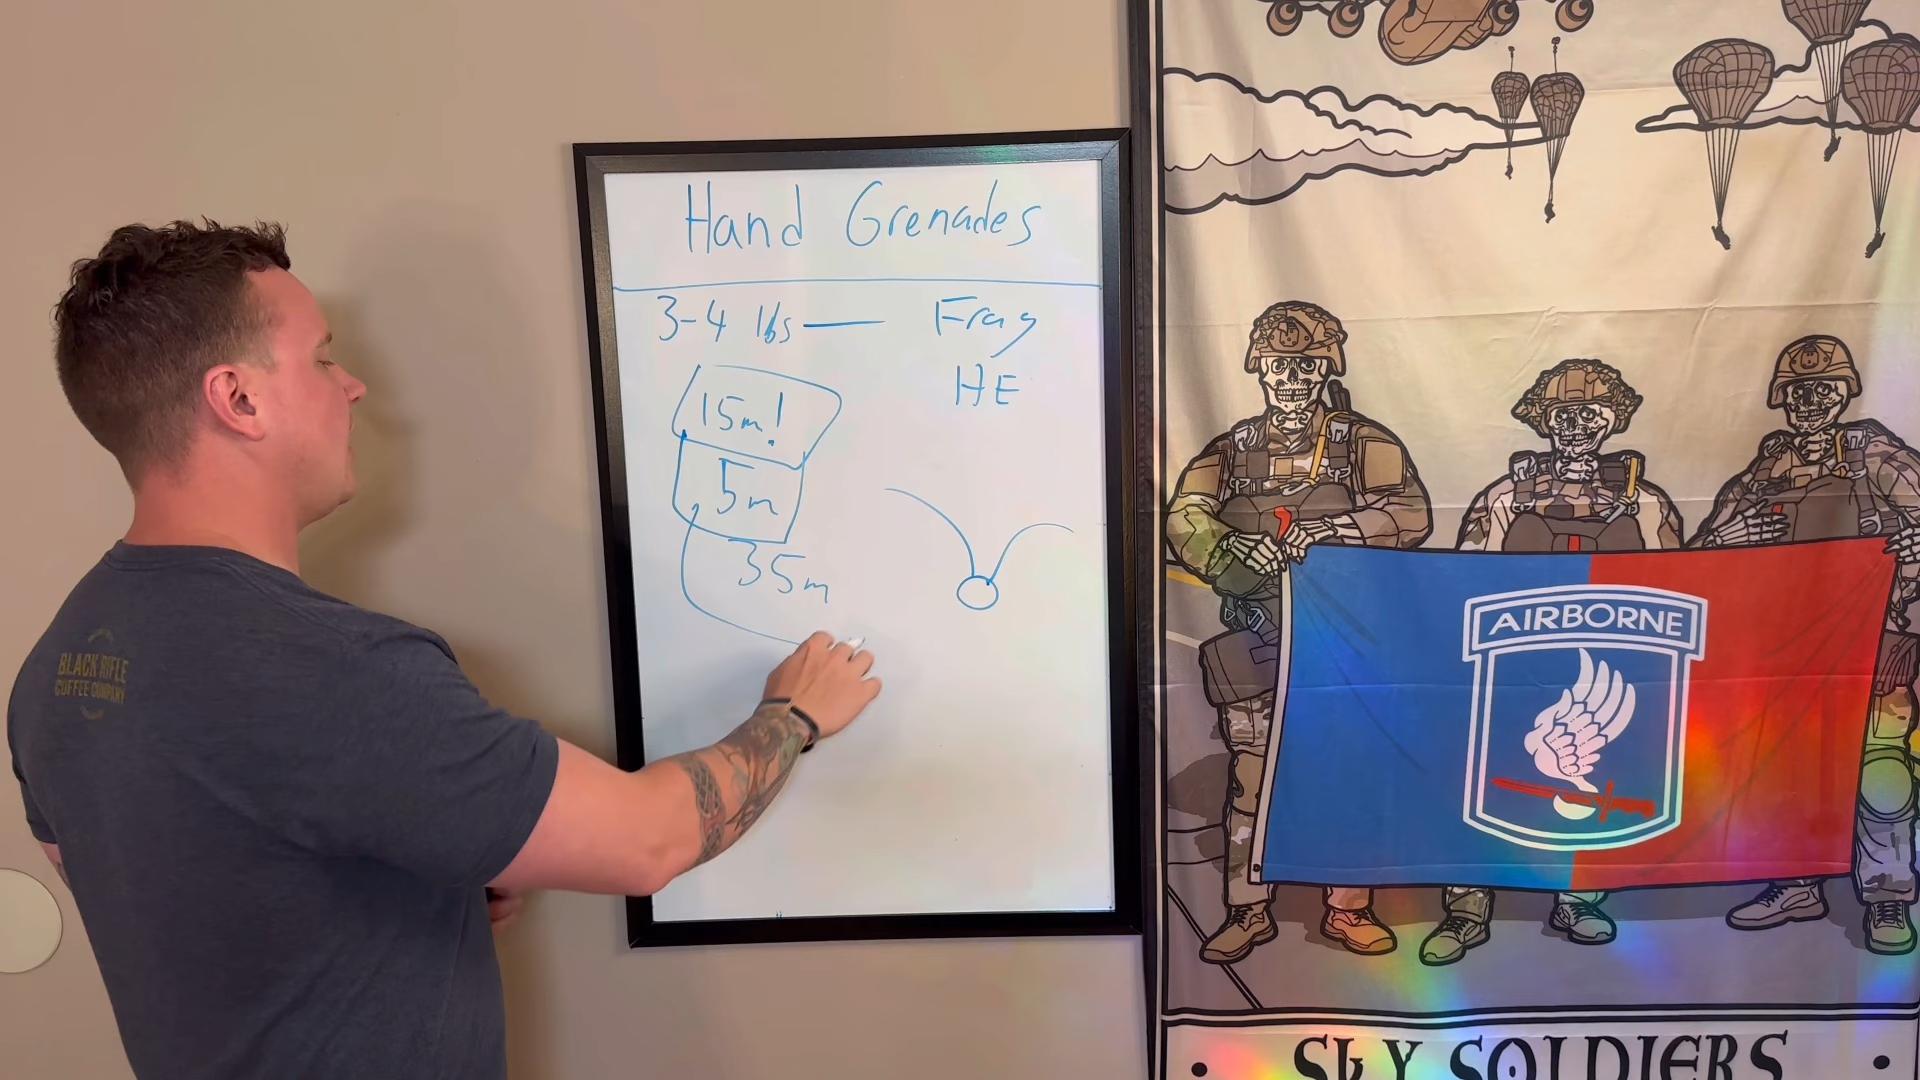 Hand Grenades
3-4 lbs — Frag
HE
15m!
5m
35m
BLACK RIFLE
COFFEE COMPANY
AIRBORNE
• SKY SOLDIERS •